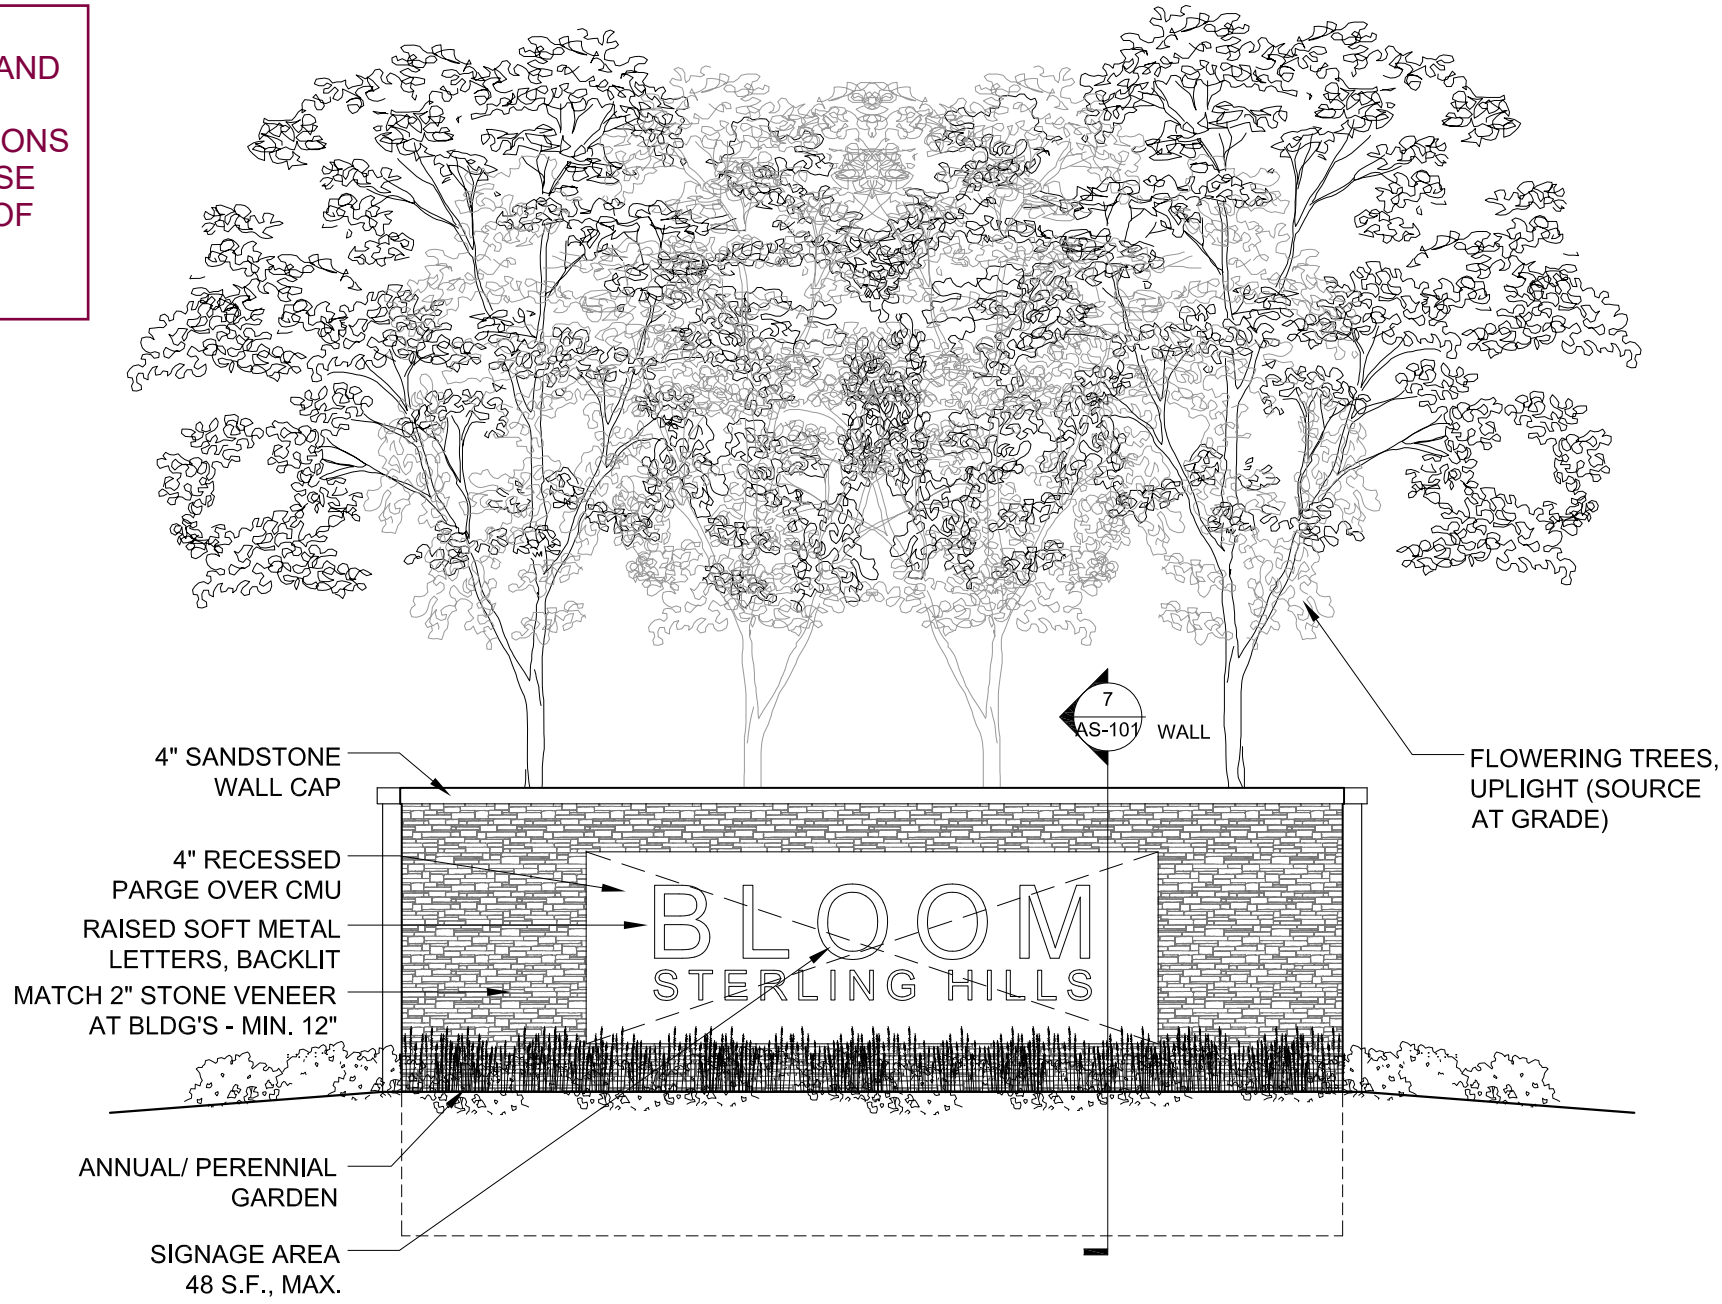 AND
IONS
SE
OF
7
AS-101
WALL
4" SANDSTONE
WALL CAP
FLOWERING TREES,
UPLIGHT (SOURCE
AT GRADE)
4" RECESSED
PARGE OVER CMU
RAISED SOFT METAL
LETTERS, BACKLIT
MATCH 2" STONE VENEER
AT BLDG'S - MIN. 12"
BLOOM
STERLING HILLS
ANNUAL/ PERENNIAL
GARDEN
SIGNAGE AREA
48 S.F., MAX.